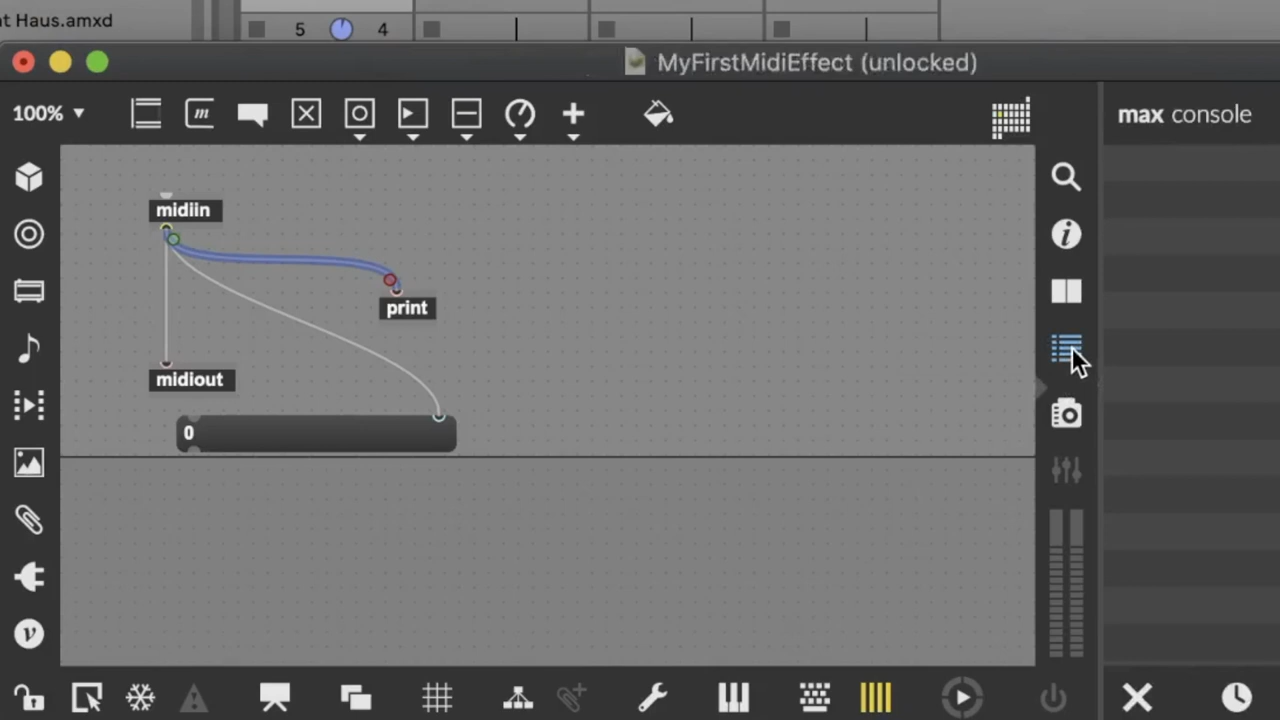 t Haus.amxd
5
4
MyFirstMidiEffect (unlocked)
100%
m
max console
midiin
print
midiout
0
i
v